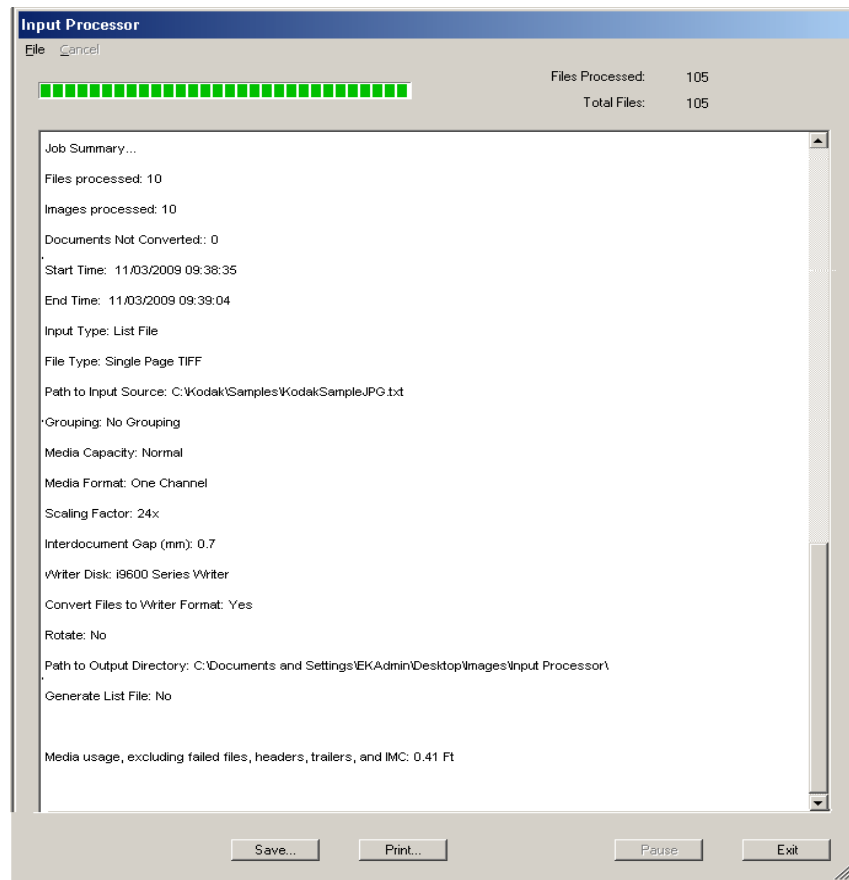 Input Processor
File Cancel
Files Processed: 105
Total Files: 105
Job Summary...
Files processed: 10
Images processed: 10
Documents Not Converted:: 0
Start Time: 11/03/2009 09:38:35
End Time: 11/03/2009 09:39:04
Input Type: List File
File Type: Single Page TIFF
Path to Input Source: C:\Kodak\Samples\KodakSampleJPG.txt
Grouping: No Grouping
Media Capacity: Normal
Media Format: One Channel
Scaling Factor: 24x
Interdocument Gap (mm): 0.7
Writer Disk: i9600 Series Writer
Convert Files to Writer Format: Yes
Rotate: No
Path to Output Directory: C:\Documents and Settings\EKAdmin\Desktop\Images\Input Processor\
Generate List File: No
Media usage, excluding failed files, headers, trailers, and IMC: 0.41 Ft
Save... Print... Pause Exit